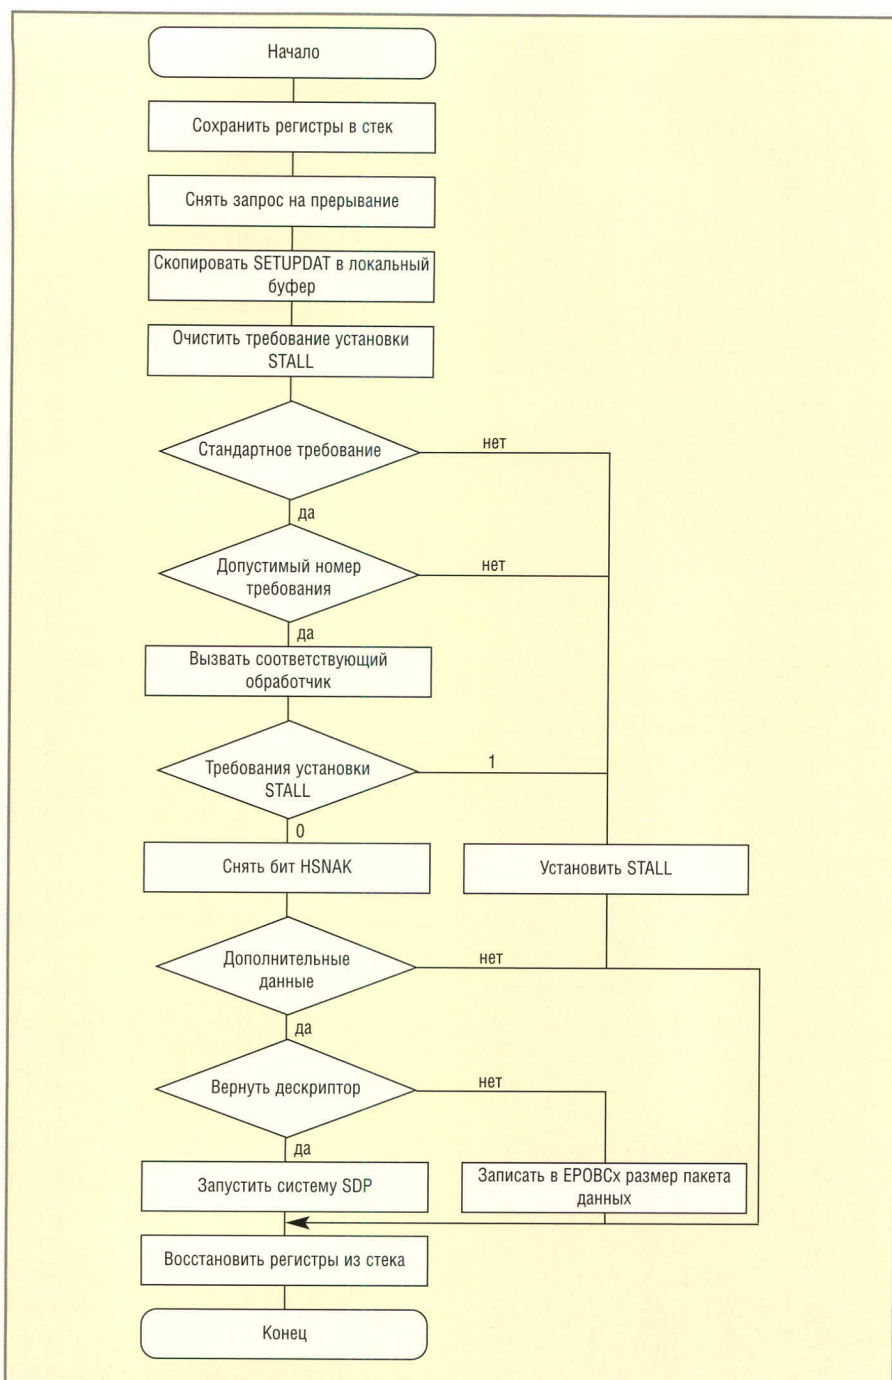 Начало
Сохранить регистры в стек
Снять запрос на прерывание
Скопировать SETUPDAT в локальный
буфер
Очистить требование установки
STALL
Стандартное требование
нет
да
Допустимый номер
требования
нет
да
Вызвать соответствующий
обработчик
Требования установки
STALL
1
0
Снять бит HSNAK
Установить STALL
Дополнительные
данные
нет
да
Вернуть дескриптор
нет
да
Запустить систему SDP
Записать в EPOBCx размер пакета
данных
Восстановить регистры из стека
Конец